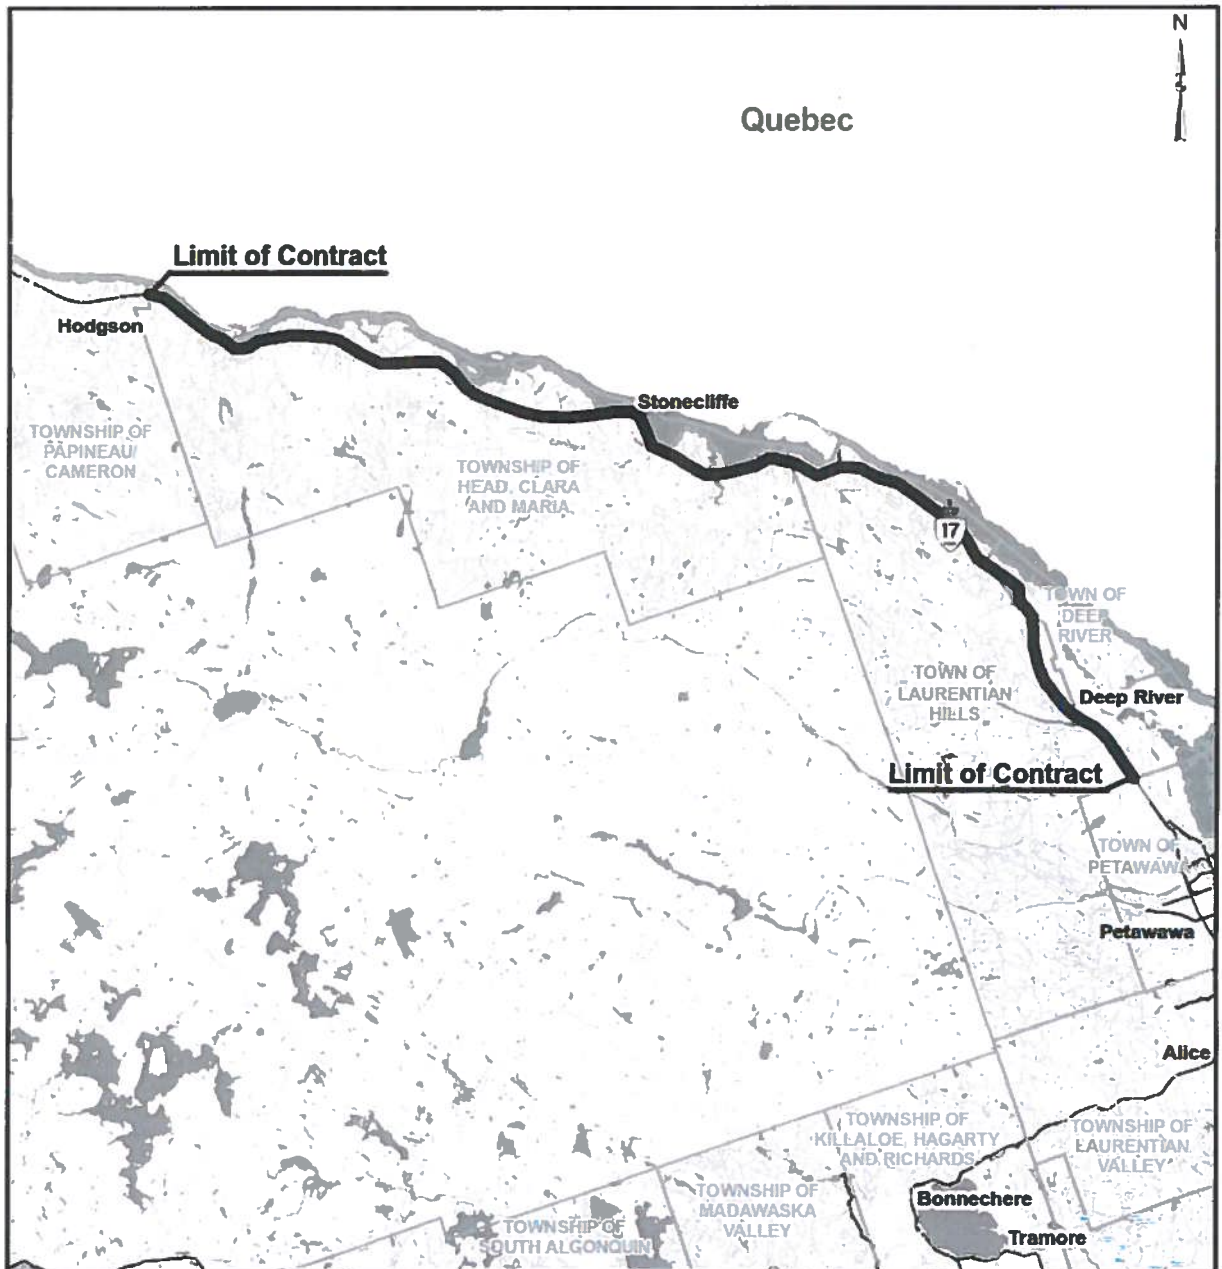 N
Quebec
Limit of Contract
Hodgson
Stonecliffe
TOWNSHIP OF
PAPINEAU/
CAMERON
TOWNSHIP OF
HEAD, CLARA
AND MARIA
17
TOWN OF
DEEP
RIVER
TOWN OF
LAURENTIAN
HILLS
Deep River
Limit of Contract
TOWN OF
PETAWAWA
Petawawa
Alice
TOWNSHIP OF
KILLALOE, HAGARTY
AND RICHARDS
TOWNSHIP OF
LAURENTIAN
VALLEY
TOWNSHIP OF
MADAWASKA
VALLEY
Bonnechere
TOWNSHIP OF
SOUTH ALGONQUIN
Tramore